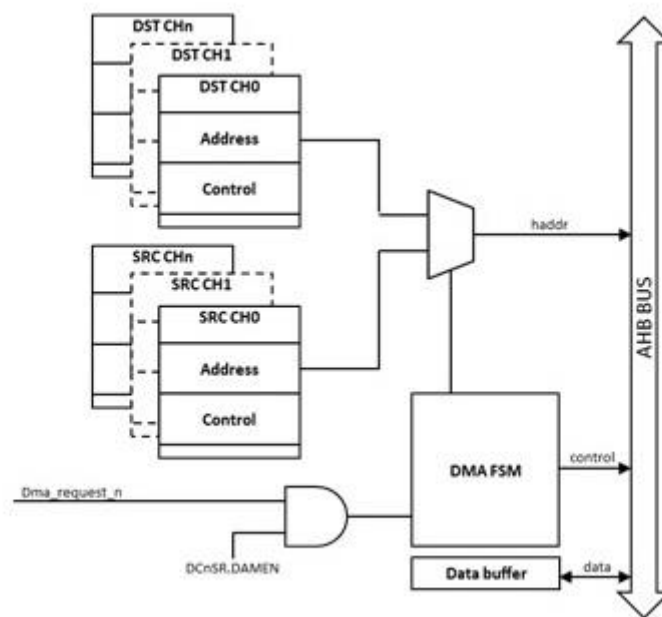 DST CHn
DST CH1
DST CH0
Address
Control
haddr
SRC CHn
SRC CH1
SRC CH0
Address
Control
AHB BUS
DMA FSM
control
Dma_request_n
DCnSR.DAMEN
Data buffer
data